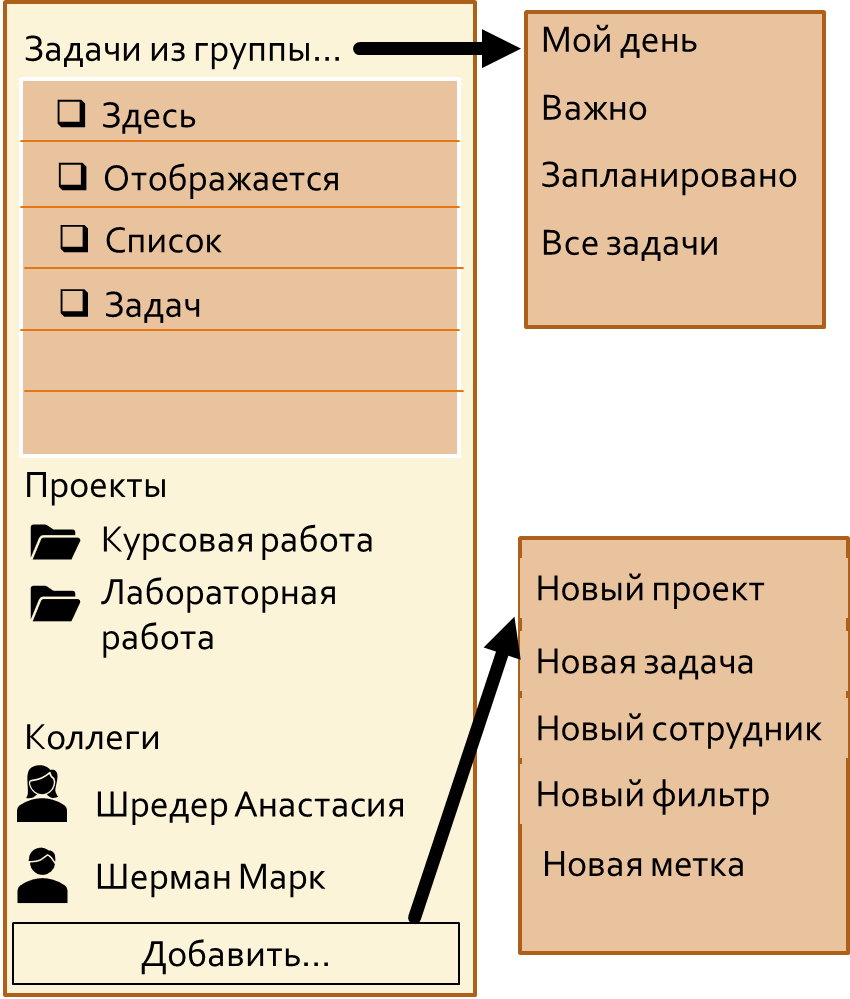 Задачи из группы...
Здесь
Отображается
Список
Задач
Проекты
Курсовая работа
Лабораторная
работа
Коллеги
Шредер Анастасия
Шерман Марк
Добавить...
Мой день
Важно
Запланировано
Все задачи
Новый проект
Новая задача
Новый сотрудник
Новый фильтр
Новая метка